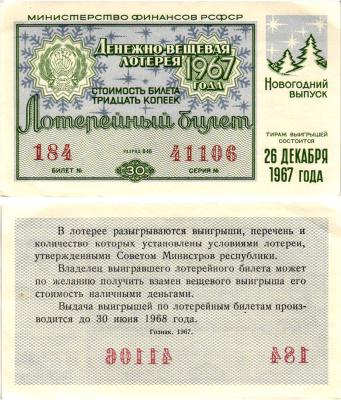 МИНИСТЕРСТВО ФИНАНСОВ РСФСР
ДЕНЕЖНО-ВЕЩЕВАЯ
ЛОТЕРЕЯ 1967
ГОДА
СТОИМОСТЬ БИЛЕТА
ТРИДЦАТЬ КОПЕЕК
НОВОГОДНИЙ
ВЫПУСК
Лотерейный билет
184 РАЗРЯД 846 41106
БИЛЕТ № 30 СЕРИЯ №
ТИРАЖ ВЫИГРЫШЕЙ
СОСТОИТСЯ
26 ДЕКАБРЯ
1967 ГОДА
В лотерее разыгрываются выигрыши, перечень и
количество которых установлены условиями лотереи,
утвержденными Советом Министров республики.
Владелец выигравшего лотерейного билета может
по желанию получить взамен вещевого выигрыша его
стоимость наличными деньгами.
Выдача выигрышей по лотерейным билетам произ-
водится до 30 июня 1968 года.
Гознак. 1967.
41106 184